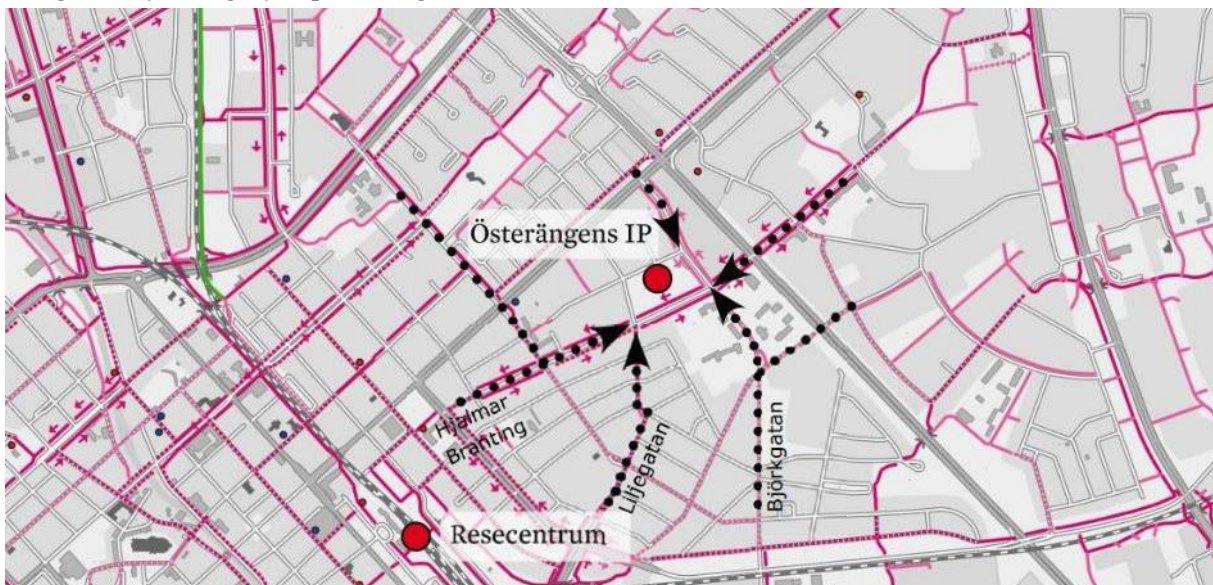 Österängens IP
Hjalmar
Branting
Liljegatan
Björkgatan
Resecentrum